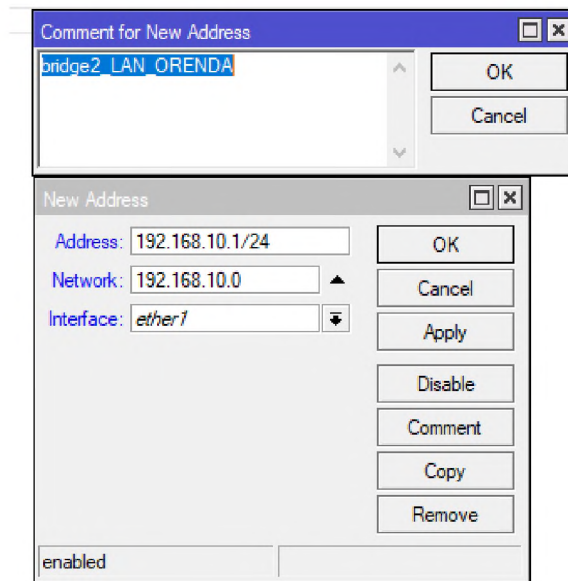 Comment for New Address
bridge2_LAN_ORENDA
OK
Cancel
New Address
Address: 192.168.10.1/24
OK
Network: 192.168.10.0
Cancel
Interface: ether1
Apply
Disable
Comment
Copy
Remove
enabled